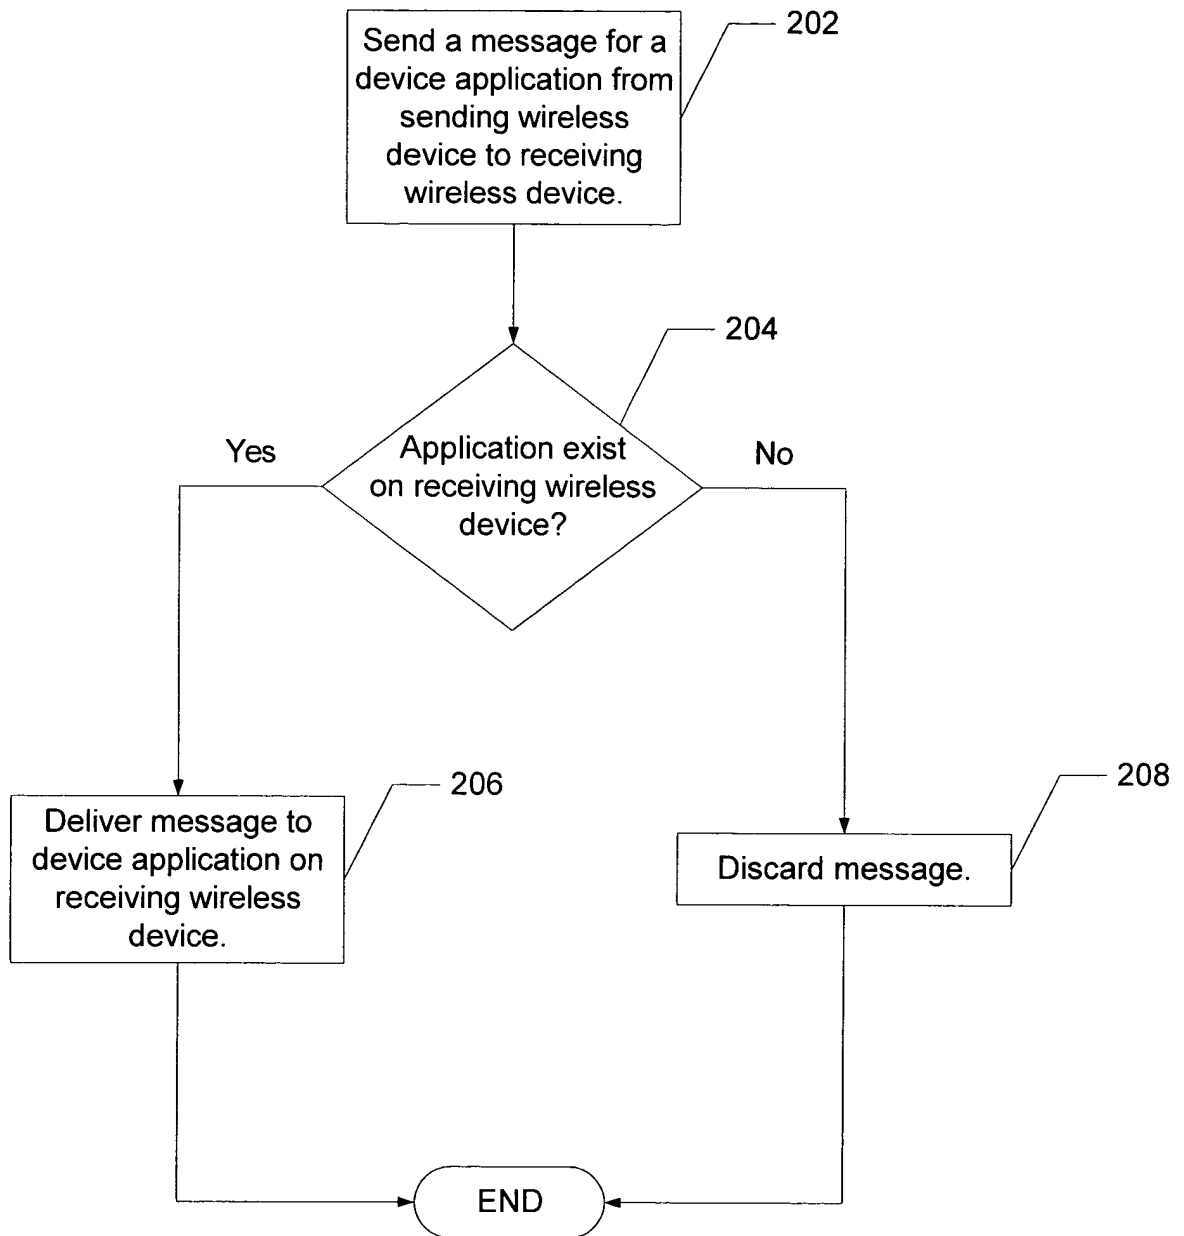 Send a message for a
device application from
sending wireless
device to receiving
wireless device.
202
204
Yes
Application exist
on receiving wireless
device?
No
206
Deliver message to
device application on
receiving wireless
device.
208
Discard message.
END